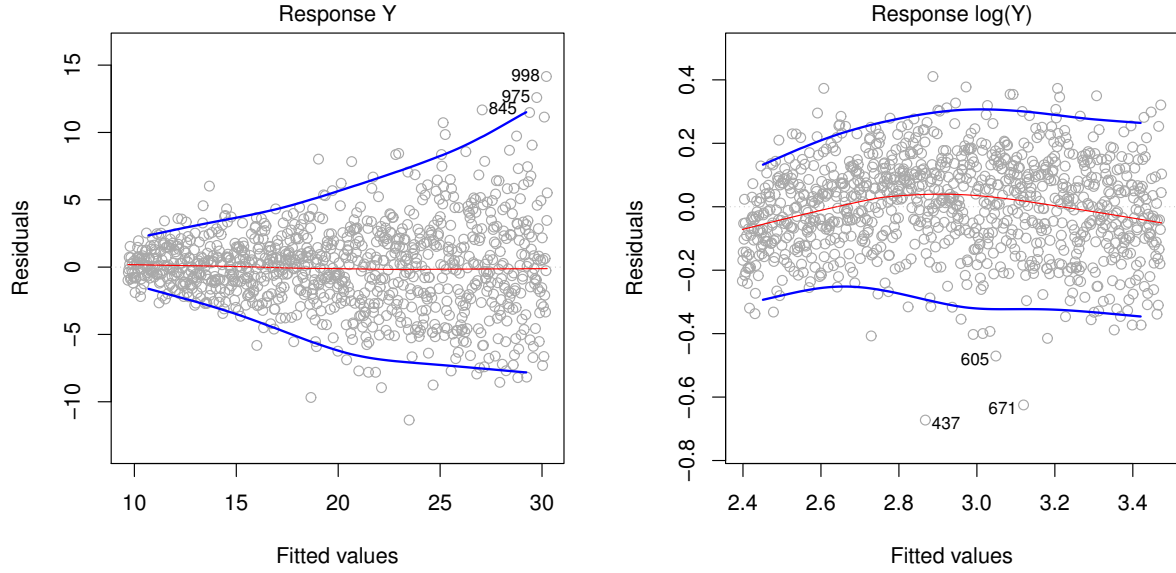 Response Y
Residuals
15
10
5
0
−5
−10
998
975
845
10 15 20 25 30
Fitted values
Response log(Y)
Residuals
0.4
0.2
0.0
−0.2
−0.4
−0.6
−0.8
605
671
437
2.4 2.6 2.8 3.0 3.2 3.4
Fitted values